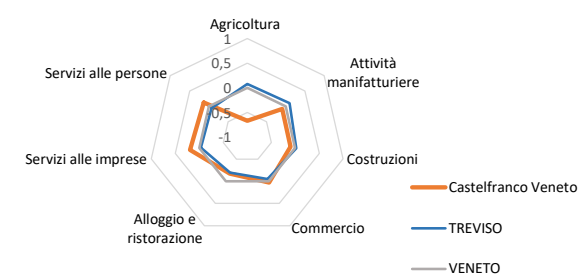 Agricoltura
1
0,5
0
-0,5
-1
Attività
manifatturiere
Costruzioni
Commercio
Alloggio e
ristorazione
Servizi alle imprese
Servizi alle persone
Castelfranco Veneto
TREVISO
VENETO